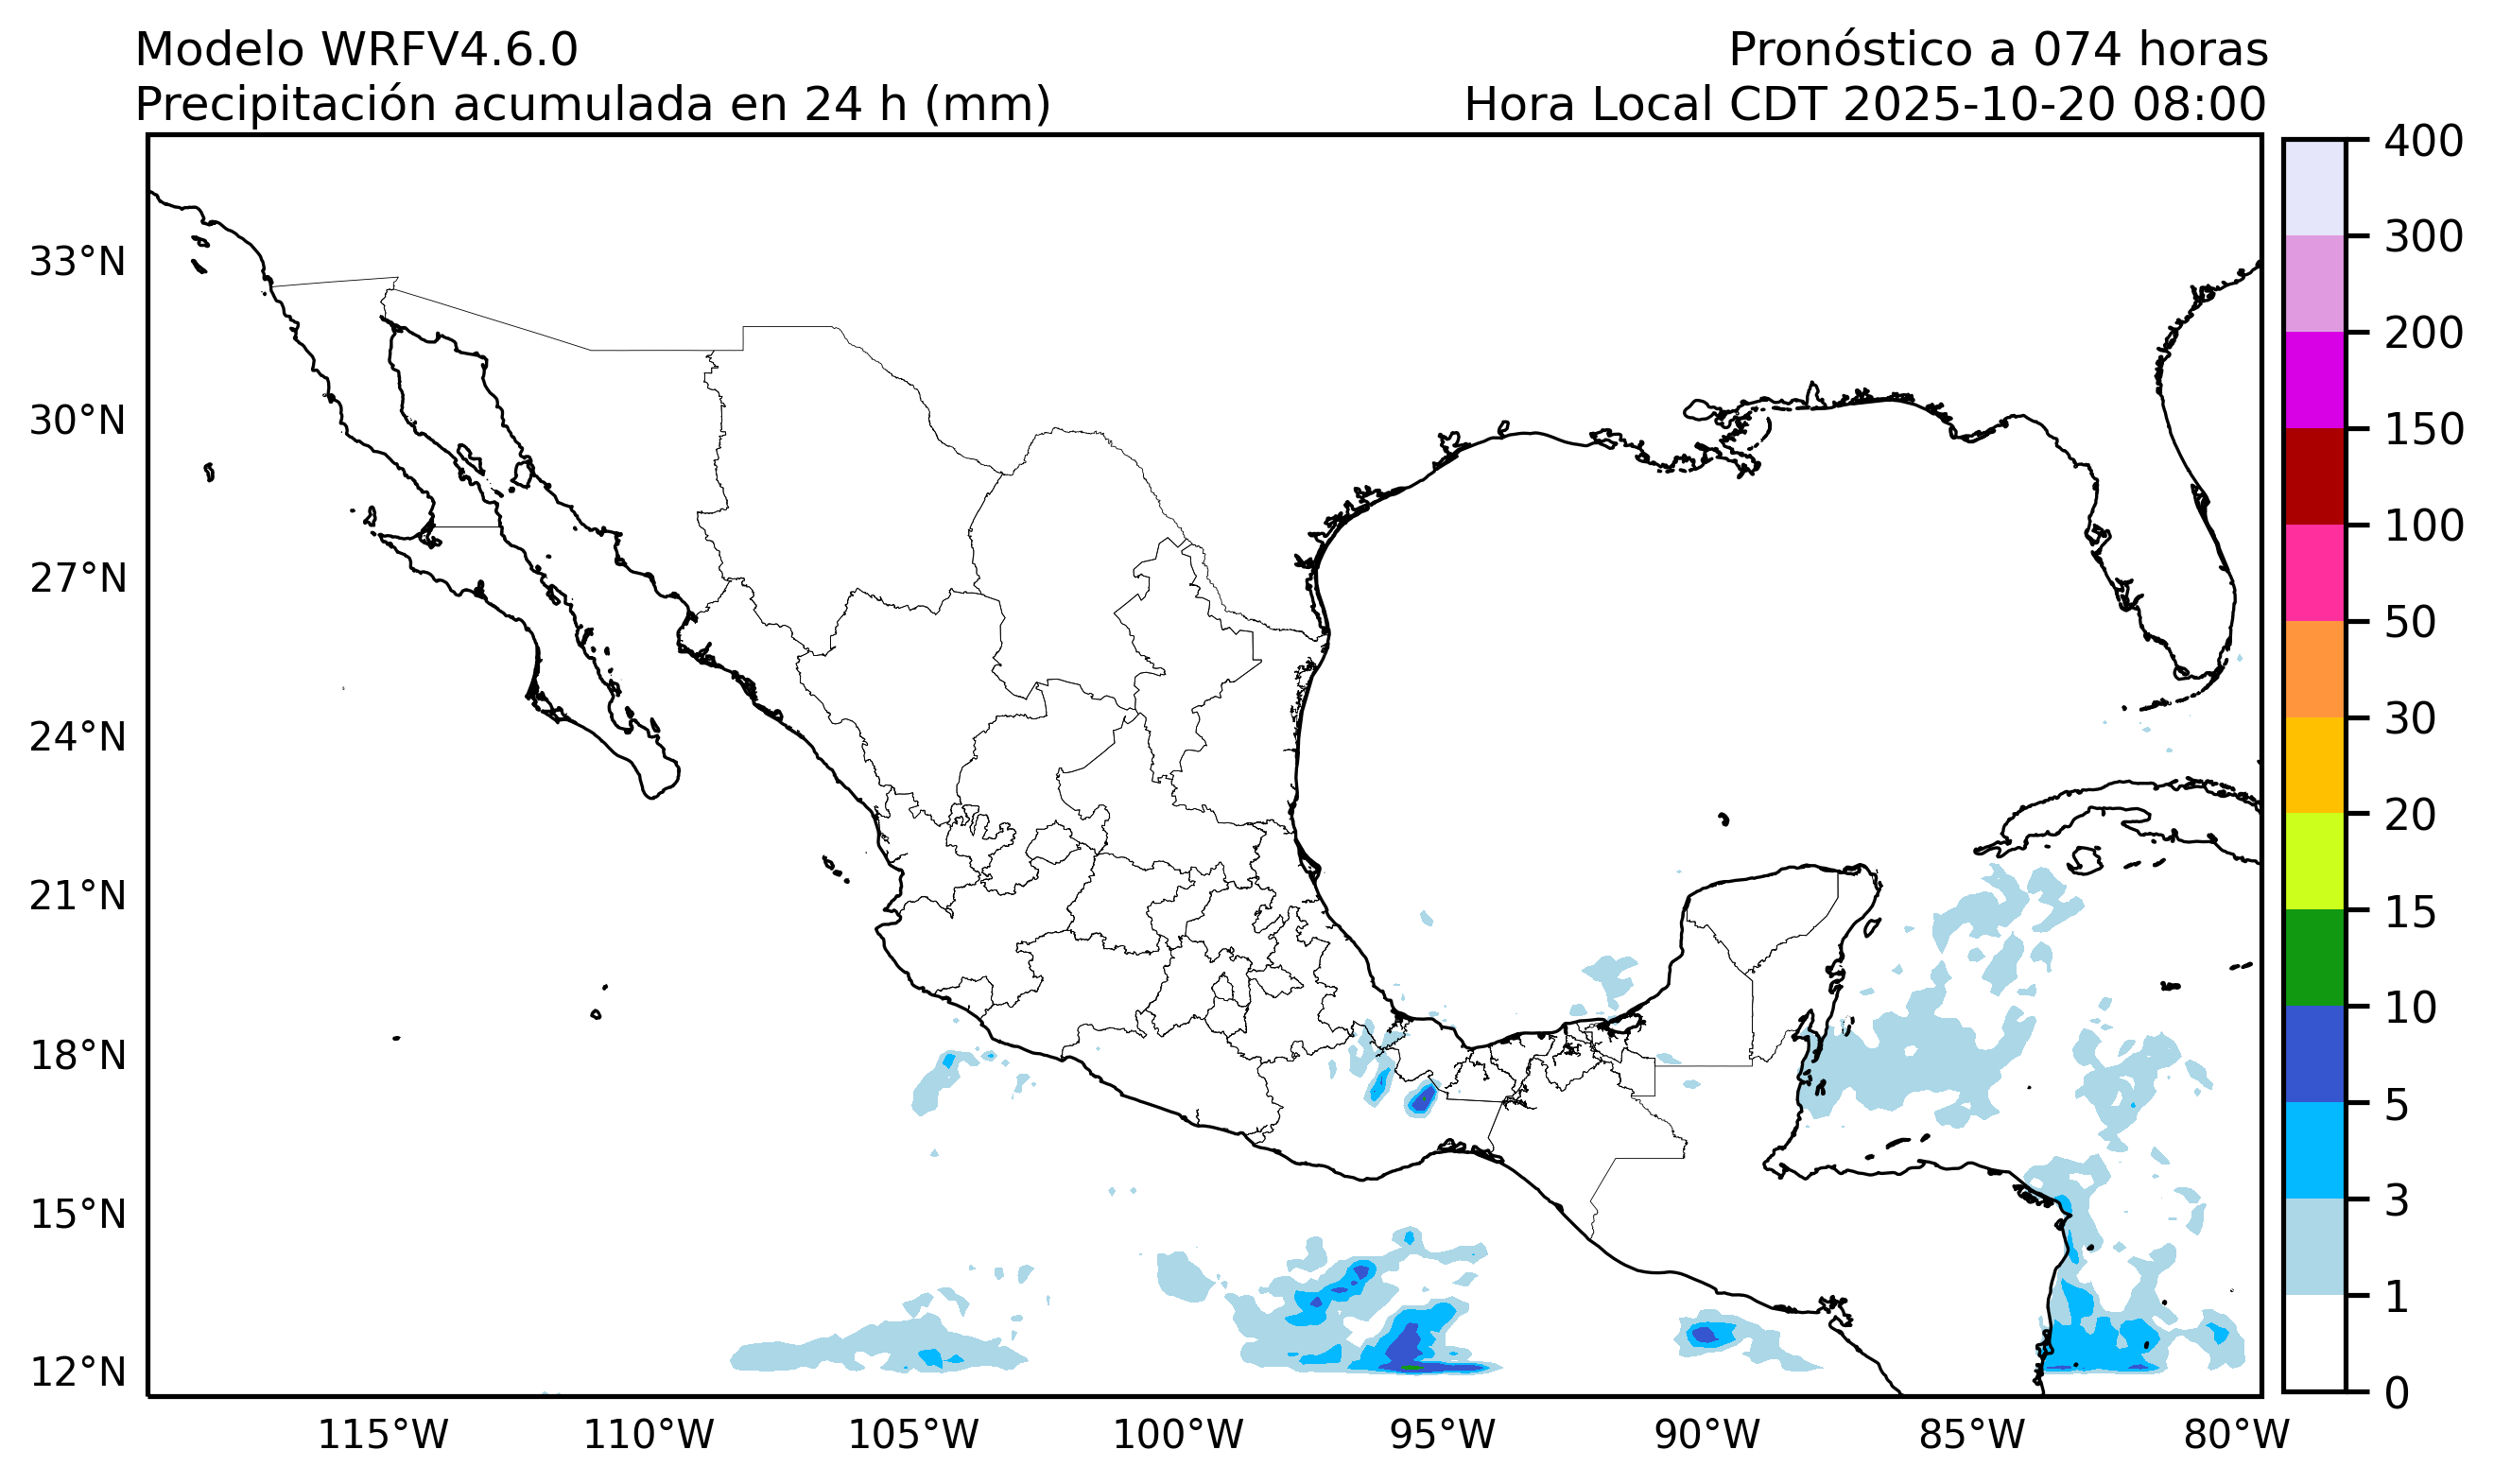 Modelo WRFV4.6.0
Pronóstico a 074 horas
Precipitación acumulada en 24 h (mm)
Hora Local CDT 2025-10-20 08:00
33°N
30°N
27°N
24°N
21°N
18°N
15°N
12°N
115°W
110°W
105°W
100°W
95°W
90°W
85°W
80°W
400
300
200
150
100
50
30
20
15
10
5
3
1
0